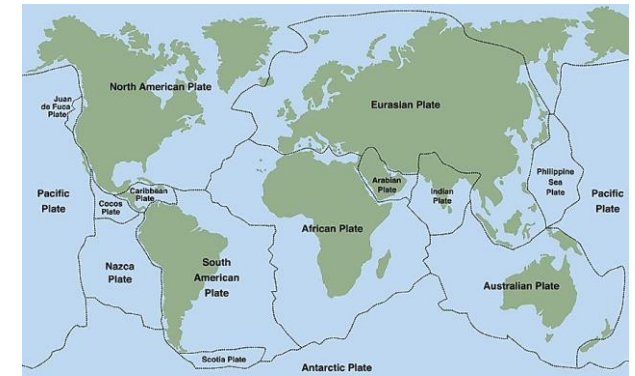 North American Plate
Juan
de Fuca
Plate
Eurasian Plate
Caribbean
Plate
Cocos
Plate
Arabian
Plate
Indian
Plate
Philippine
Sea
Plate
Pacific
Plate
Pacific
Plate
African Plate
Nazca
Plate
South
American
Plate
Australian Plate
Scotia Plate
Antarctic Plate